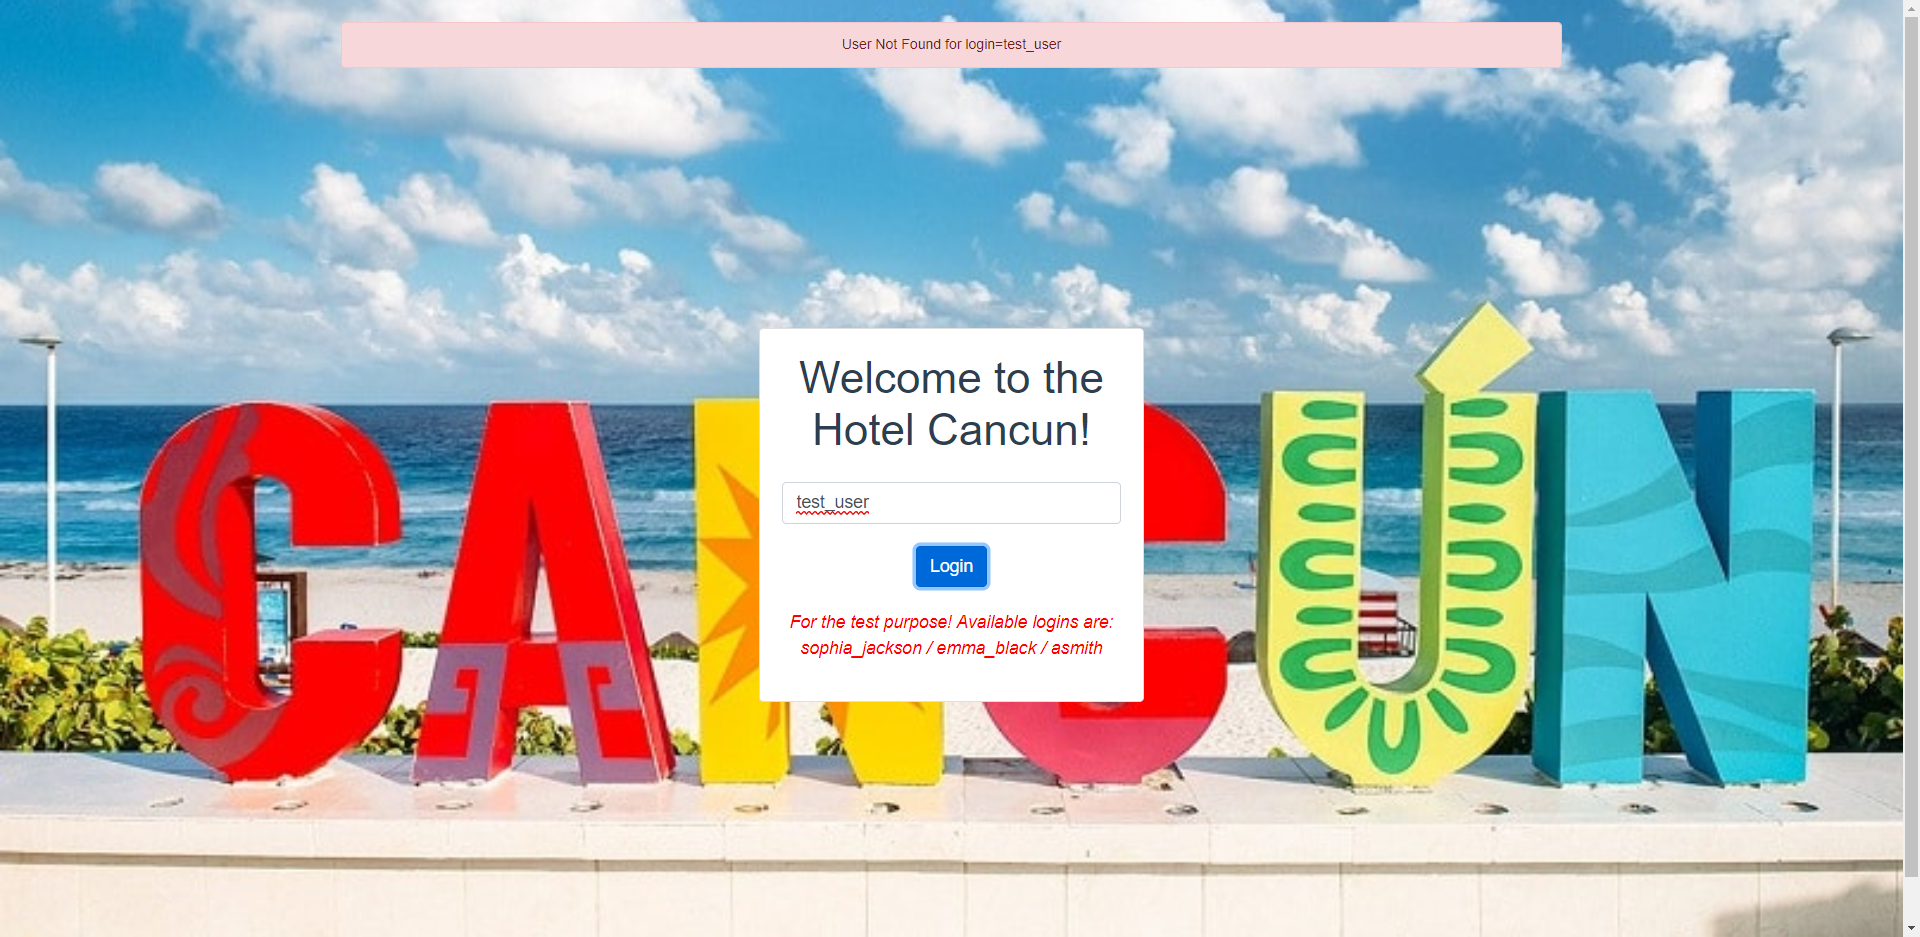 User Not Found for login=test_user
Welcome to the
Hotel Cancun!
test_user
Login
For the test purpose! Available logins are:
sophia_jackson / emma_black / asmith
CANCÚN